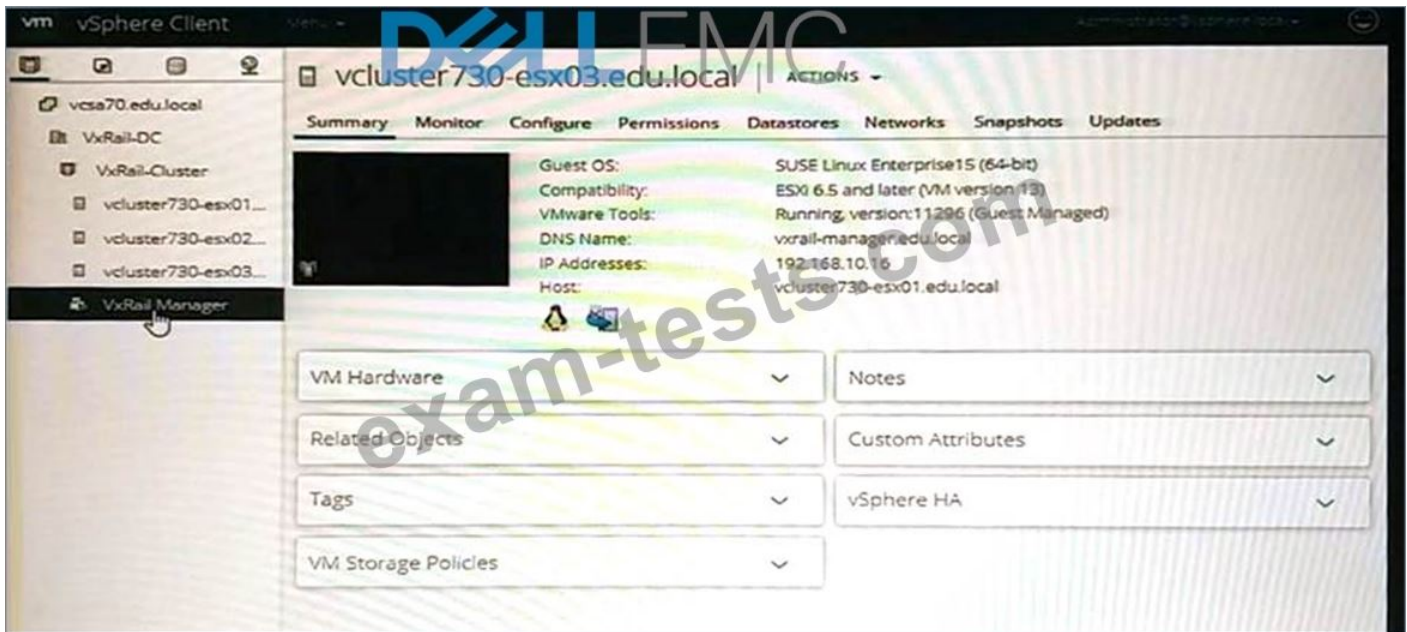 vm vSphere Client Menu
DELL EMC
vcsa70.edu.local
VxRail-DC
VxRail-Cluster
vcluster730-esx01...
vcluster730-esx02...
vcluster730-esx03...
VxRail Manager
vcluster730-esx03.edu.local ACTIONS
Summary Monitor Configure Permissions Datastores Networks Snapshots Updates
Guest OS: SUSE Linux Enterprise15 (64-bit)
Compatibility: ESXi 6.5 and later (VM version 13)
VMware Tools: Running, version:11296 (Guest Managed)
DNS Name: vxrail-manager.edu.local
IP Addresses: 192.168.10.16
Host: vcluster730-esx01.edu.local
VM Hardware Notes
Related Objects Custom Attributes
Tags vSphere HA
VM Storage Policies
exam-tests.com